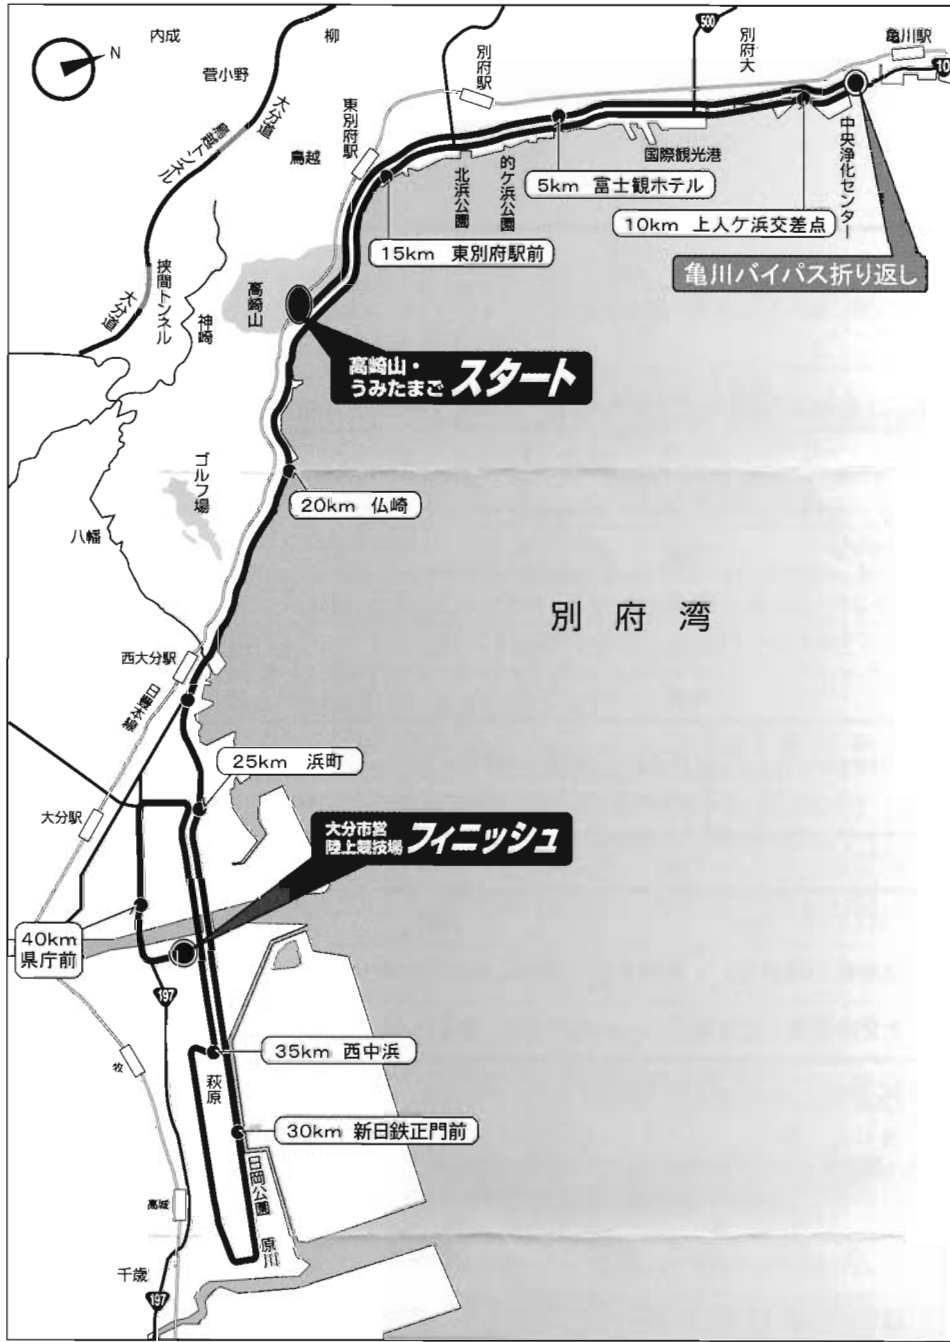 内成
柳
500
別府大
亀川駅
10
N
菅小野
別府駅
大分道
東別府駅
鳥越トンネル
鳥越
中央浄化センター
国際観光港
北浜公園
的ケ浜公園
5km 富士観ホテル
10km 上人ケ浜交差点
15km 東別府駅前
亀川バイパス折り返し
挾間トンネル
大分道
神崎
高崎山
高崎山・
うみたまご スタート
ゴルフ場
20km 仏崎
八幡
別府湾
西大分駅
日豊本線
25km 浜町
大分駅
大分市営
陸上競技場 フィニッシュ
40km
県庁前
197
35km 西中浜
牧
萩原
30km 新日鉄正門前
日岡公園
高城
原川
千歳
197